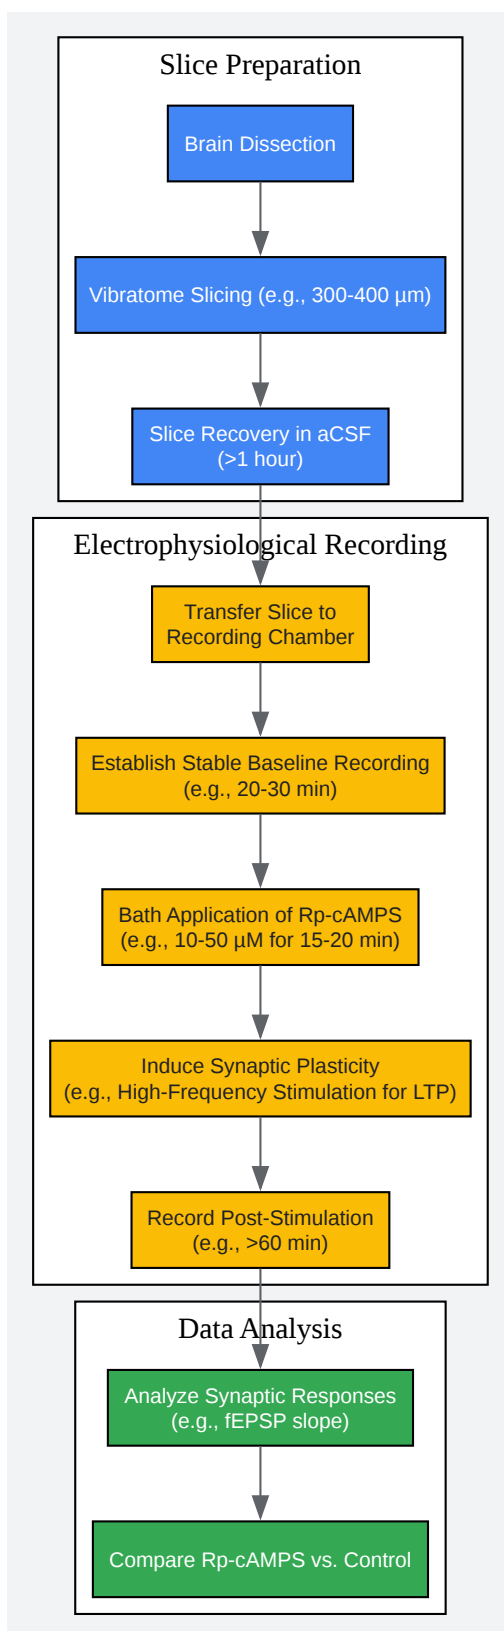 Slice Preparation
Brain Dissection
Vibratome Slicing (e.g., 300-400 µm)
Slice Recovery in aCSF
(>1 hour)
Electrophysiological Recording
Transfer Slice to
Recording Chamber
Establish Stable Baseline Recording
(e.g., 20-30 min)
Bath Application of Rp-cAMPS
(e.g., 10-50 µM for 15-20 min)
Induce Synaptic Plasticity
(e.g., High-Frequency Stimulation for LTP)
Record Post-Stimulation
(e.g., >60 min)
Data Analysis
Analyze Synaptic Responses
(e.g., fEPSP slope)
Compare Rp-cAMPS vs. Control